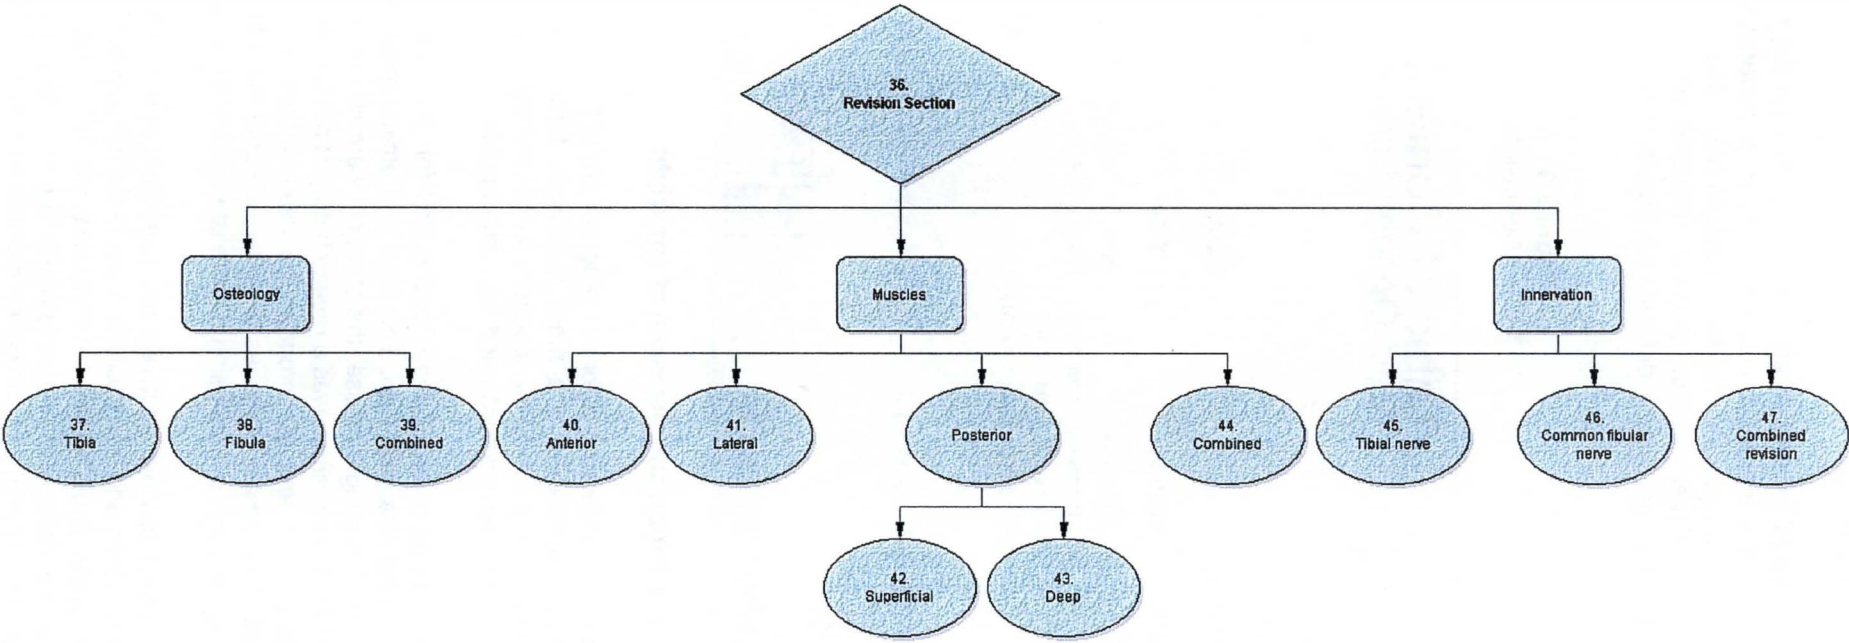 36.
Revision Section
Osteology
Muscles
Innervation
37.
Tibia
38.
Fibula
39.
Combined
40.
Anterior
41.
Lateral
Posterior
44.
Combined
45.
Tibial nerve
46.
Common fibular
nerve
47.
Combined
revision
42.
Superficial
43.
Deep